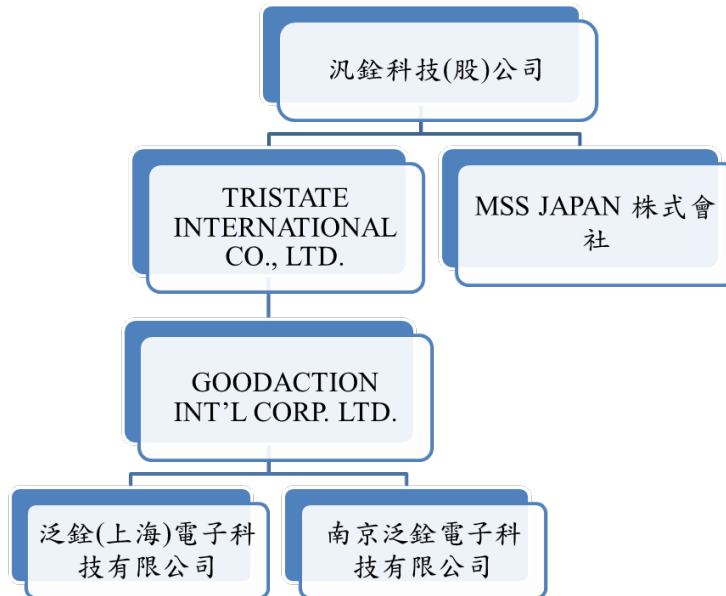 汎銓科技(股)公司
TRISTATE
INTERNATIONAL
CO., LTD.
MSS JAPAN 株式會
社
GOODACTION
INT’L CORP. LTD.
泛銓(上海)電子科
技有限公司
南京泛銓電子科
技有限公司